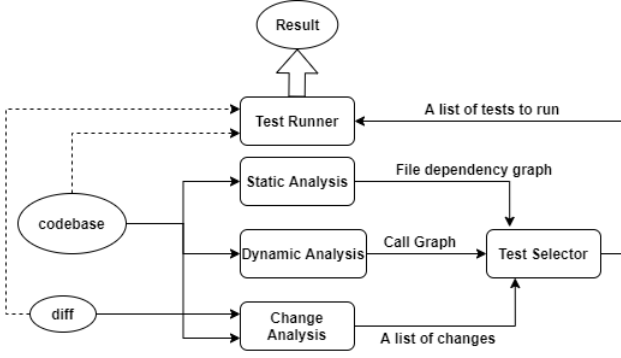 Result
Test Runner
A list of tests to run
Static Analysis
File dependency graph
codebase
Dynamic Analysis
Call Graph
Test Selector
diff
Change
Analysis
A list of changes